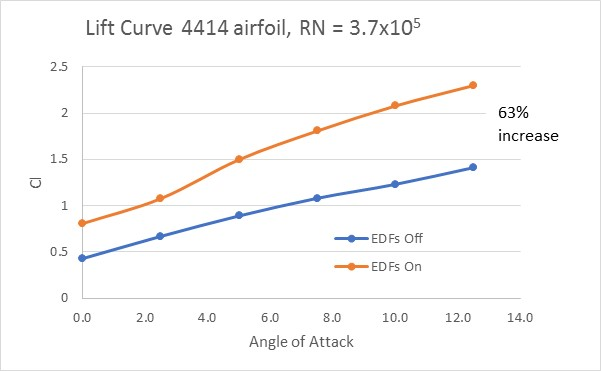 Lift Curve 4414 airfoil, RN = 3.7x10⁵
2.5
2
1.5
1
0.5
0
Cl
63%
increase
EDFs Off
EDFs On
0.0 2.0 4.0 6.0 8.0 10.0 12.0 14.0
Angle of Attack